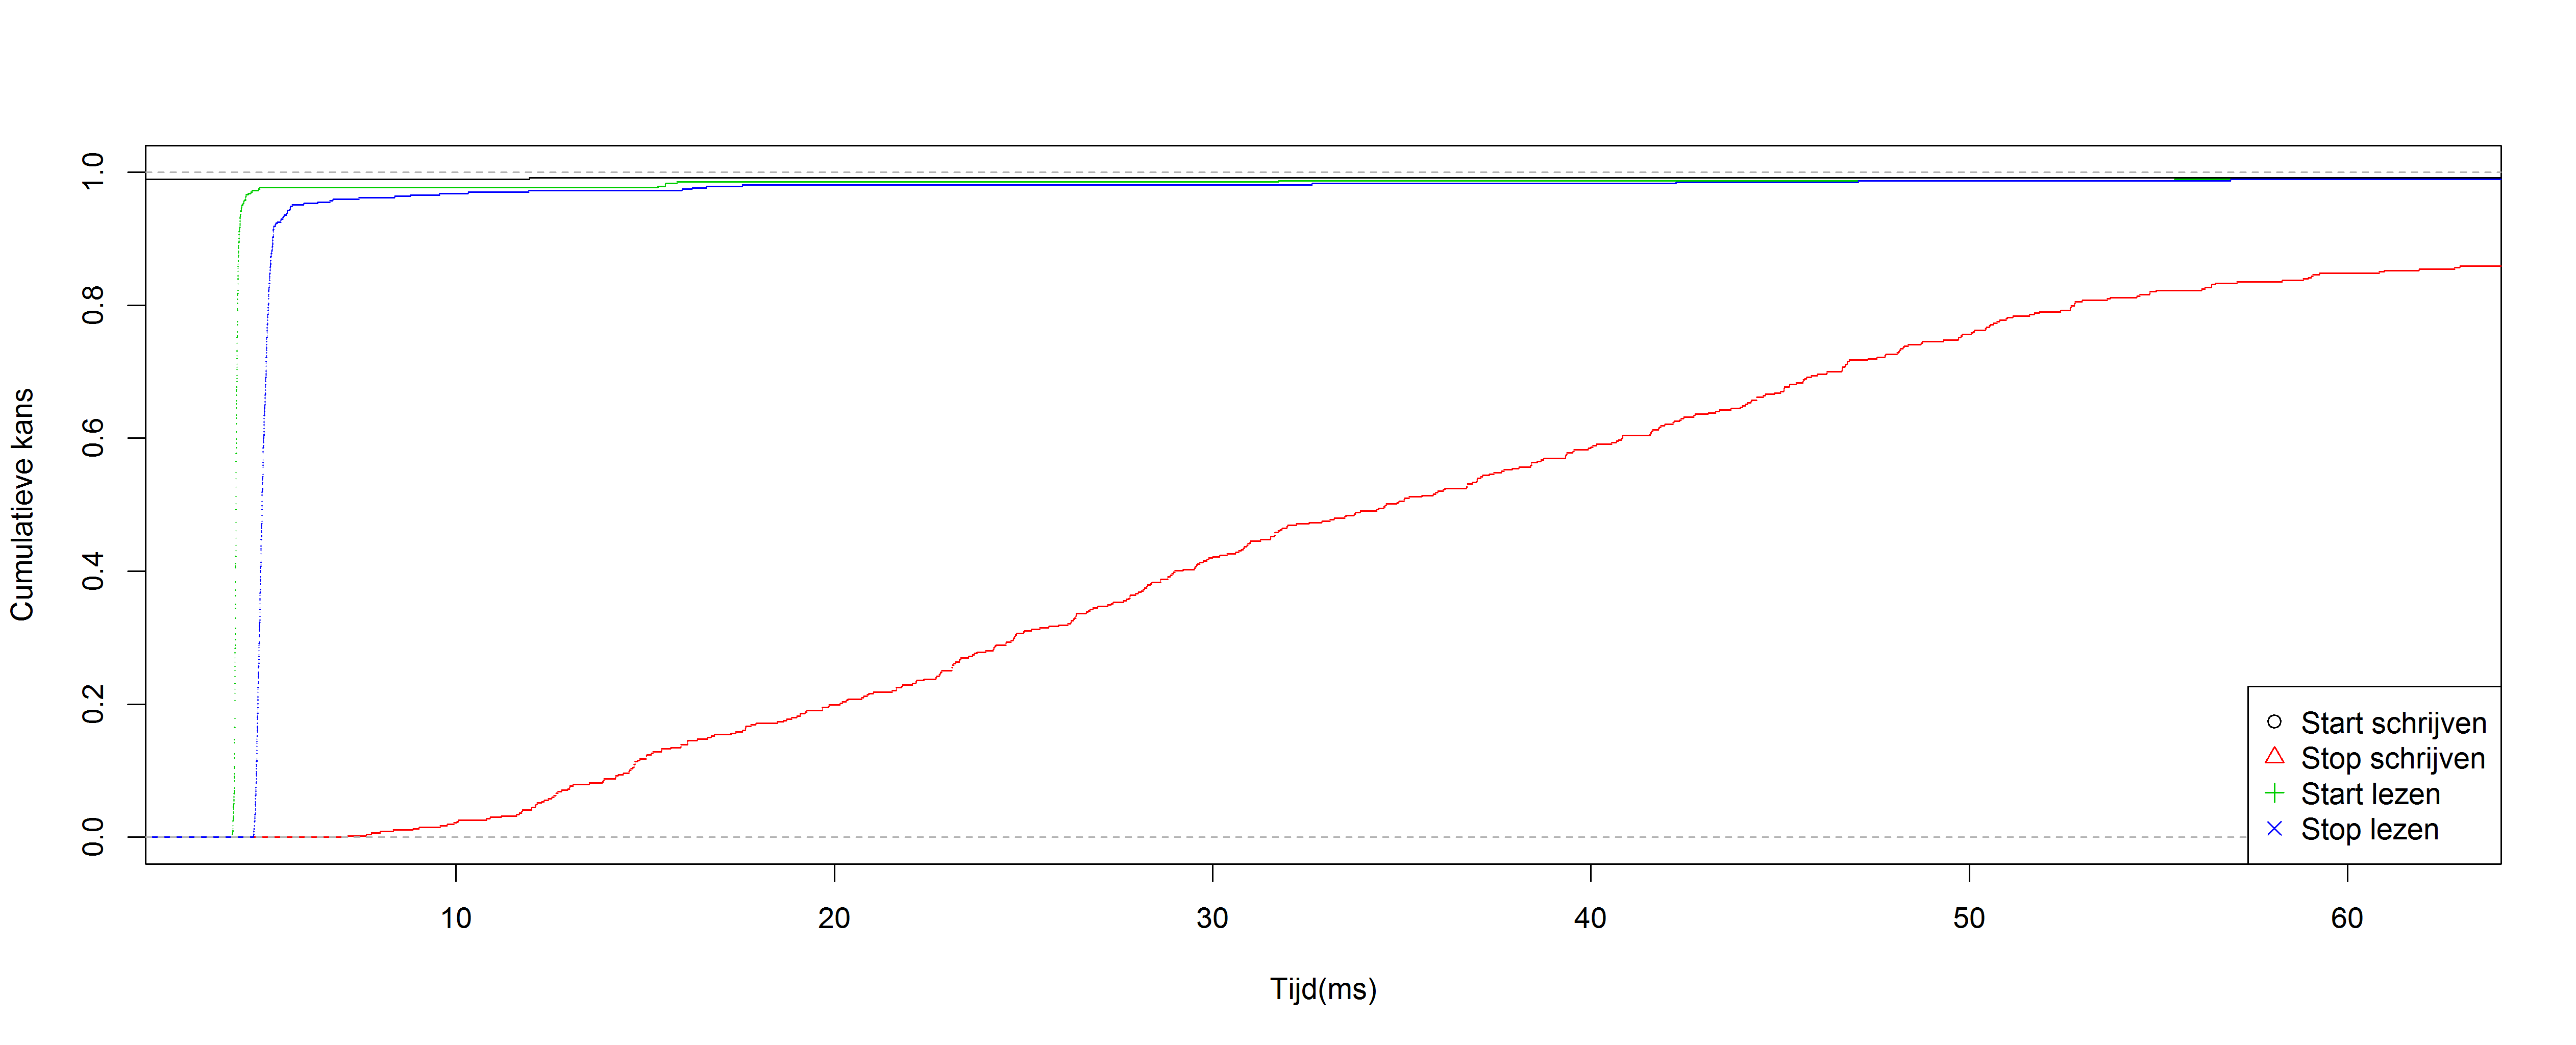 1.0
0.8
0.6
0.4
0.2
0.0
Cumulatieve kans
10 20 30 40 50 60
Tijd(ms)
Start schrijven
Stop schrijven
Start lezen
Stop lezen